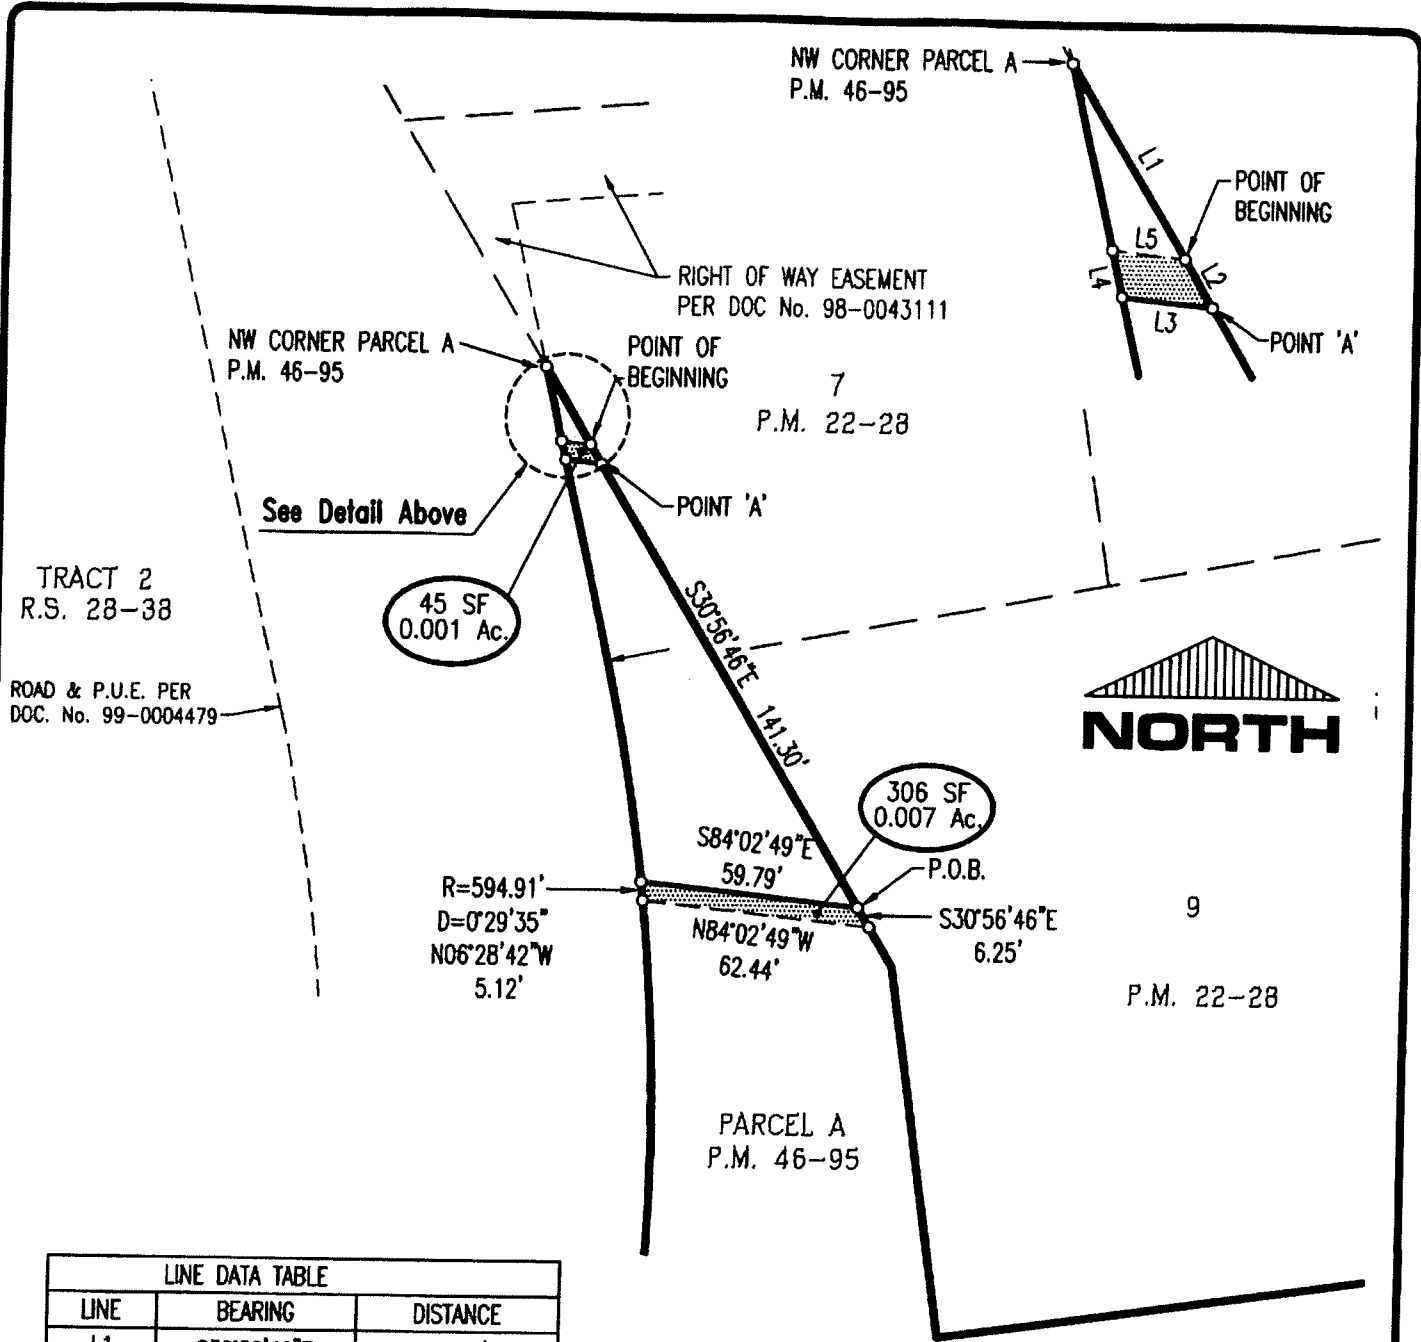 NW CORNER PARCEL A
P.M. 46-95
L1
POINT OF
BEGINNING
L5
L2
L4
L3
POINT 'A'
RIGHT OF WAY EASEMENT
PER DOC No. 98-0043111
NW CORNER PARCEL A
P.M. 46-95
POINT OF
BEGINNING
7
P.M. 22-28
See Detail Above
POINT 'A'
TRACT 2
R.S. 28-38
45 SF
0.001 Ac.
S30°56'46"E 141.30'
ROAD & P.U.E. PER
DOC. No. 99-0004479
NORTH
306 SF
0.007 Ac.
S84°02'49"E
59.79'
P.O.B.
R=594.91'
D=0°29'35"
N06°28'42"W
5.12'
N84°02'49"W
62.44'
S30°56'46"E
6.25'
9
P.M. 22-28
PARCEL A
P.M. 46-95
LINE DATA TABLE
LINE BEARING DISTANCE
L1